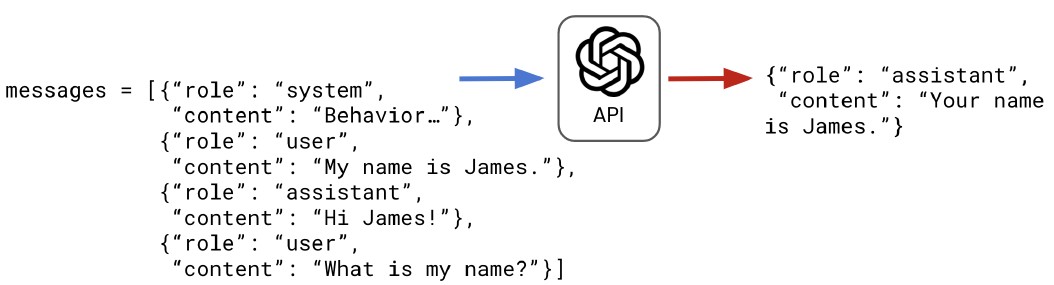 messages = [{“role”: “system”,
“content”: “Behavior…”},
{“role”: “user”,
“content”: “My name is James.”},
{“role”: “assistant”,
“content”: “Hi James!”},
{“role”: “user”,
“content”: “What is my name?”}]
API
{“role”: “assistant”,
“content”: “Your name
is James.”}